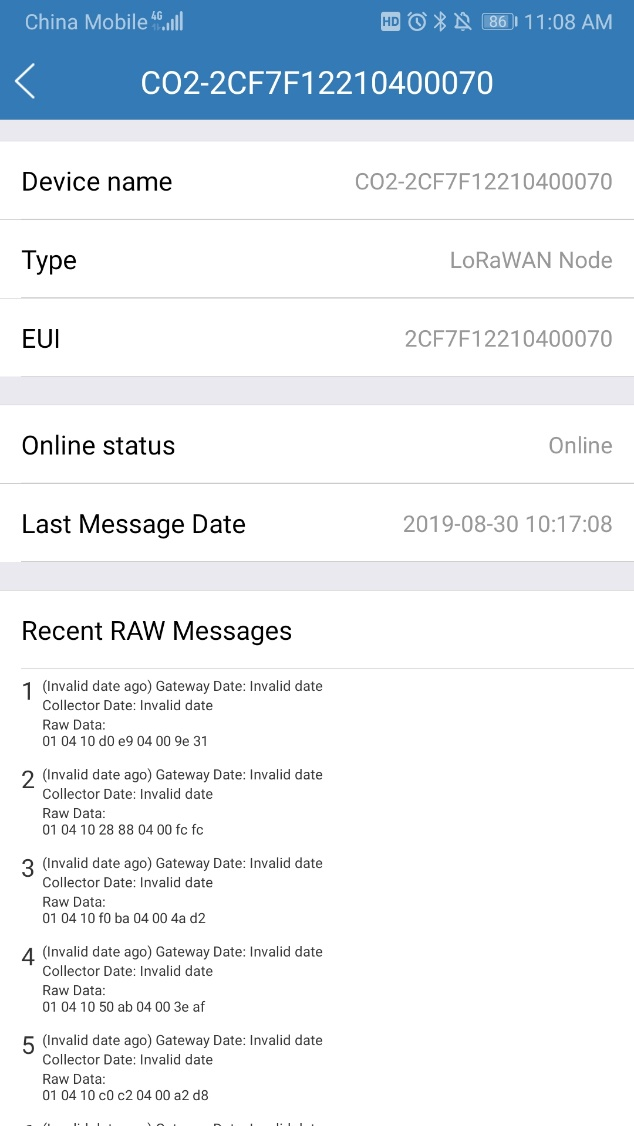 China Mobile 4G HD 86 11:08 AM
CO2-2CF7F12210400070
Device name CO2-2CF7F12210400070
Type LoRaWAN Node
EUI 2CF7F12210400070
Online status Online
Last Message Date 2019-08-30 10:17:08
Recent RAW Messages
1 (Invalid date ago) Gateway Date: Invalid date
Collector Date: Invalid date
Raw Data:
01 04 10 d0 e9 04 00 9e 31
2 (Invalid date ago) Gateway Date: Invalid date
Collector Date: Invalid date
Raw Data:
01 04 10 28 88 04 00 fc fc
3 (Invalid date ago) Gateway Date: Invalid date
Collector Date: Invalid date
Raw Data:
01 04 10 f0 ba 04 00 4a d2
4 (Invalid date ago) Gateway Date: Invalid date
Collector Date: Invalid date
Raw Data:
01 04 10 50 ab 04 00 3e af
5 (Invalid date ago) Gateway Date: Invalid date
Collector Date: Invalid date
Raw Data:
01 04 10 c0 c2 04 00 a2 d8